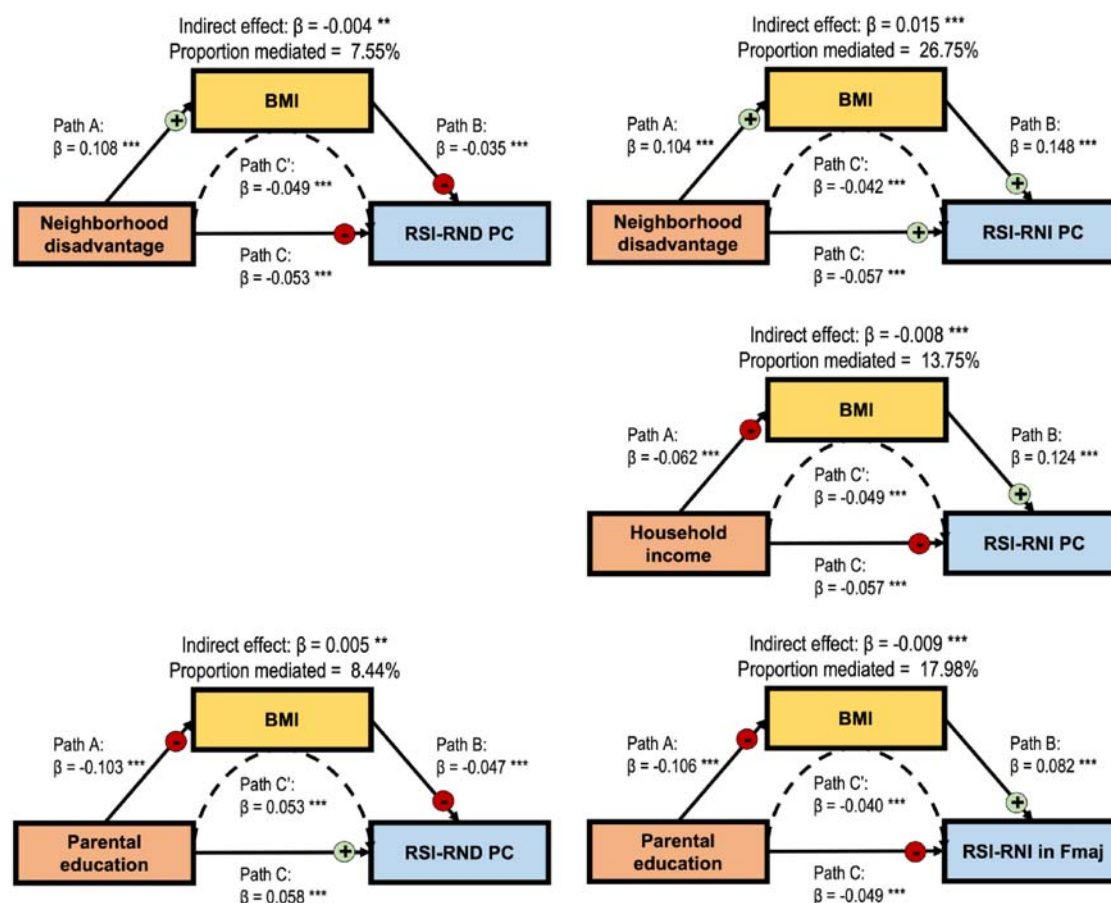 Indirect effect: β = -0.004 **
Proportion mediated = 7.55%
BMI
Path A:
β = 0.108 ***
+
Path B:
β = -0.035 ***
-
Path C':
β = -0.049 ***
Neighborhood
disadvantage
-
RSI-RND PC
Path C:
β = -0.053 ***
Indirect effect: β = 0.015 ***
Proportion mediated = 26.75%
BMI
Path A:
β = 0.104 ***
+
Path B:
β = 0.148 ***
+
Path C':
β = -0.042 ***
Neighborhood
disadvantage
+
RSI-RNI PC
Path C:
β = -0.057 ***
Indirect effect: β = -0.008 ***
Proportion mediated = 13.75%
BMI
Path A:
β = -0.062 ***
-
Path B:
β = 0.124 ***
+
Path C':
β = -0.049 ***
Household
income
-
RSI-RNI PC
Path C:
β = -0.057 ***
Indirect effect: β = 0.005 **
Proportion mediated = 8.44%
BMI
Path A:
β = -0.103 ***
-
Path B:
β = -0.047 ***
-
Path C':
β = 0.053 ***
Parental
education
+
RSI-RND PC
Path C:
β = 0.058 ***
Indirect effect: β = -0.009 ***
Proportion mediated = 17.98%
BMI
Path A:
β = -0.106 ***
-
Path B:
β = 0.082 ***
+
Path C':
β = -0.040 ***
Parental
education
-
RSI-RNI in Fmaj
Path C:
β = -0.049 ***